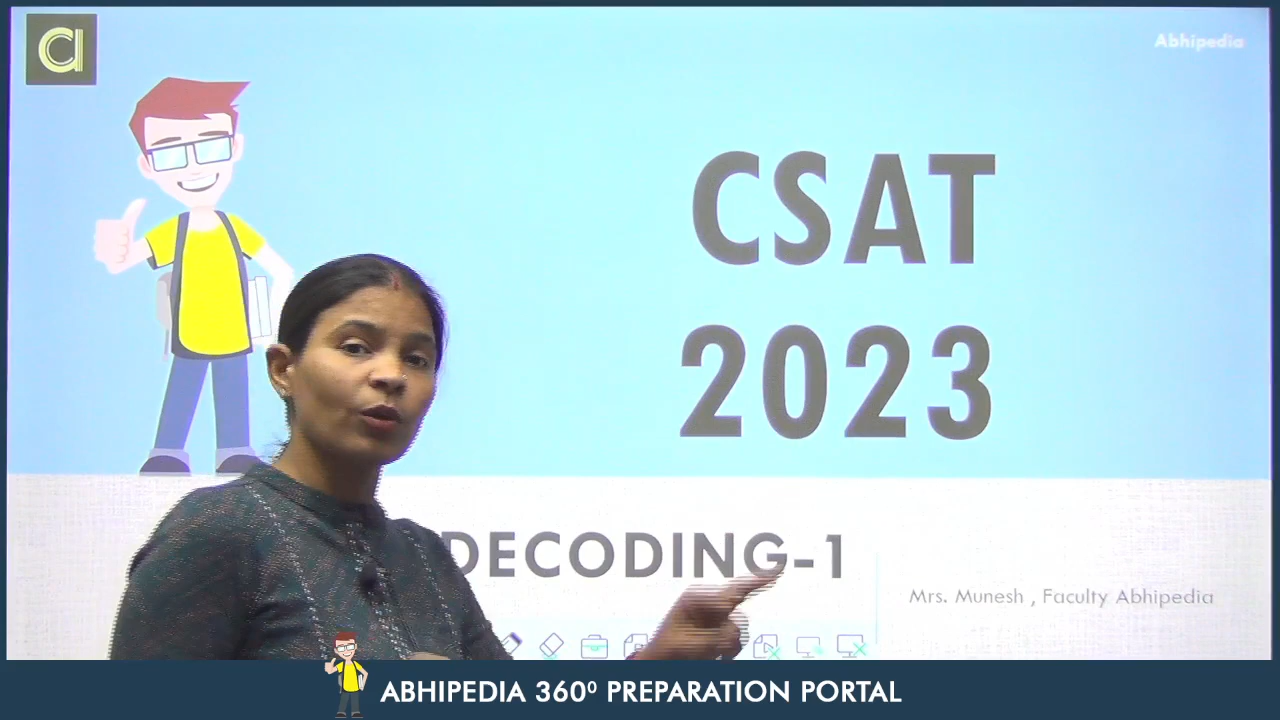 Abhipedia
CSAT
2023
DECODING-1
Mrs. Munesh , Faculty Abhipedia
ABHIPEDIA 360⁰ PREPARATION PORTAL